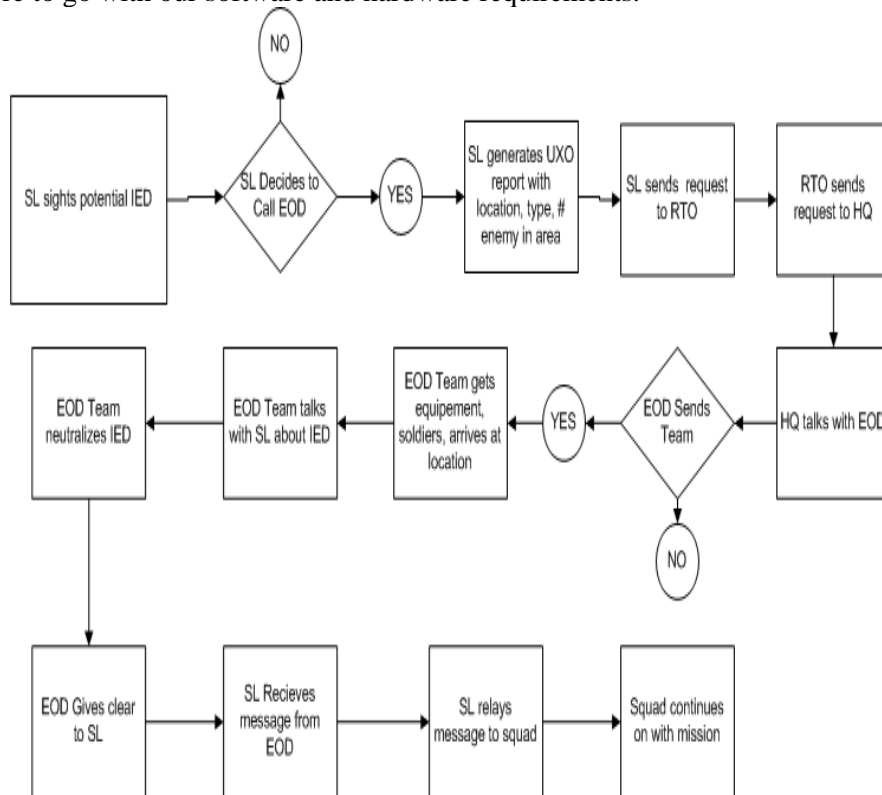 to go with our software and hardware requirements.
NO
SL sights potential IED
SL Decides to
Call EOD
YES
SL generates UXO
report with
location, type, #
enemy in area
SL sends request
to RTO
RTO sends
request to HQ
HQ talks with EOD
EOD Sends
Team
NO
YES
EOD Team gets
equipement,
soldiers, arrives at
location
EOD Team talks
with SL about IED
EOD Team
neutralizes IED
EOD Gives clear
to SL
SL Recieves
message from
EOD
SL relays
message to squad
Squad continues
on with mission